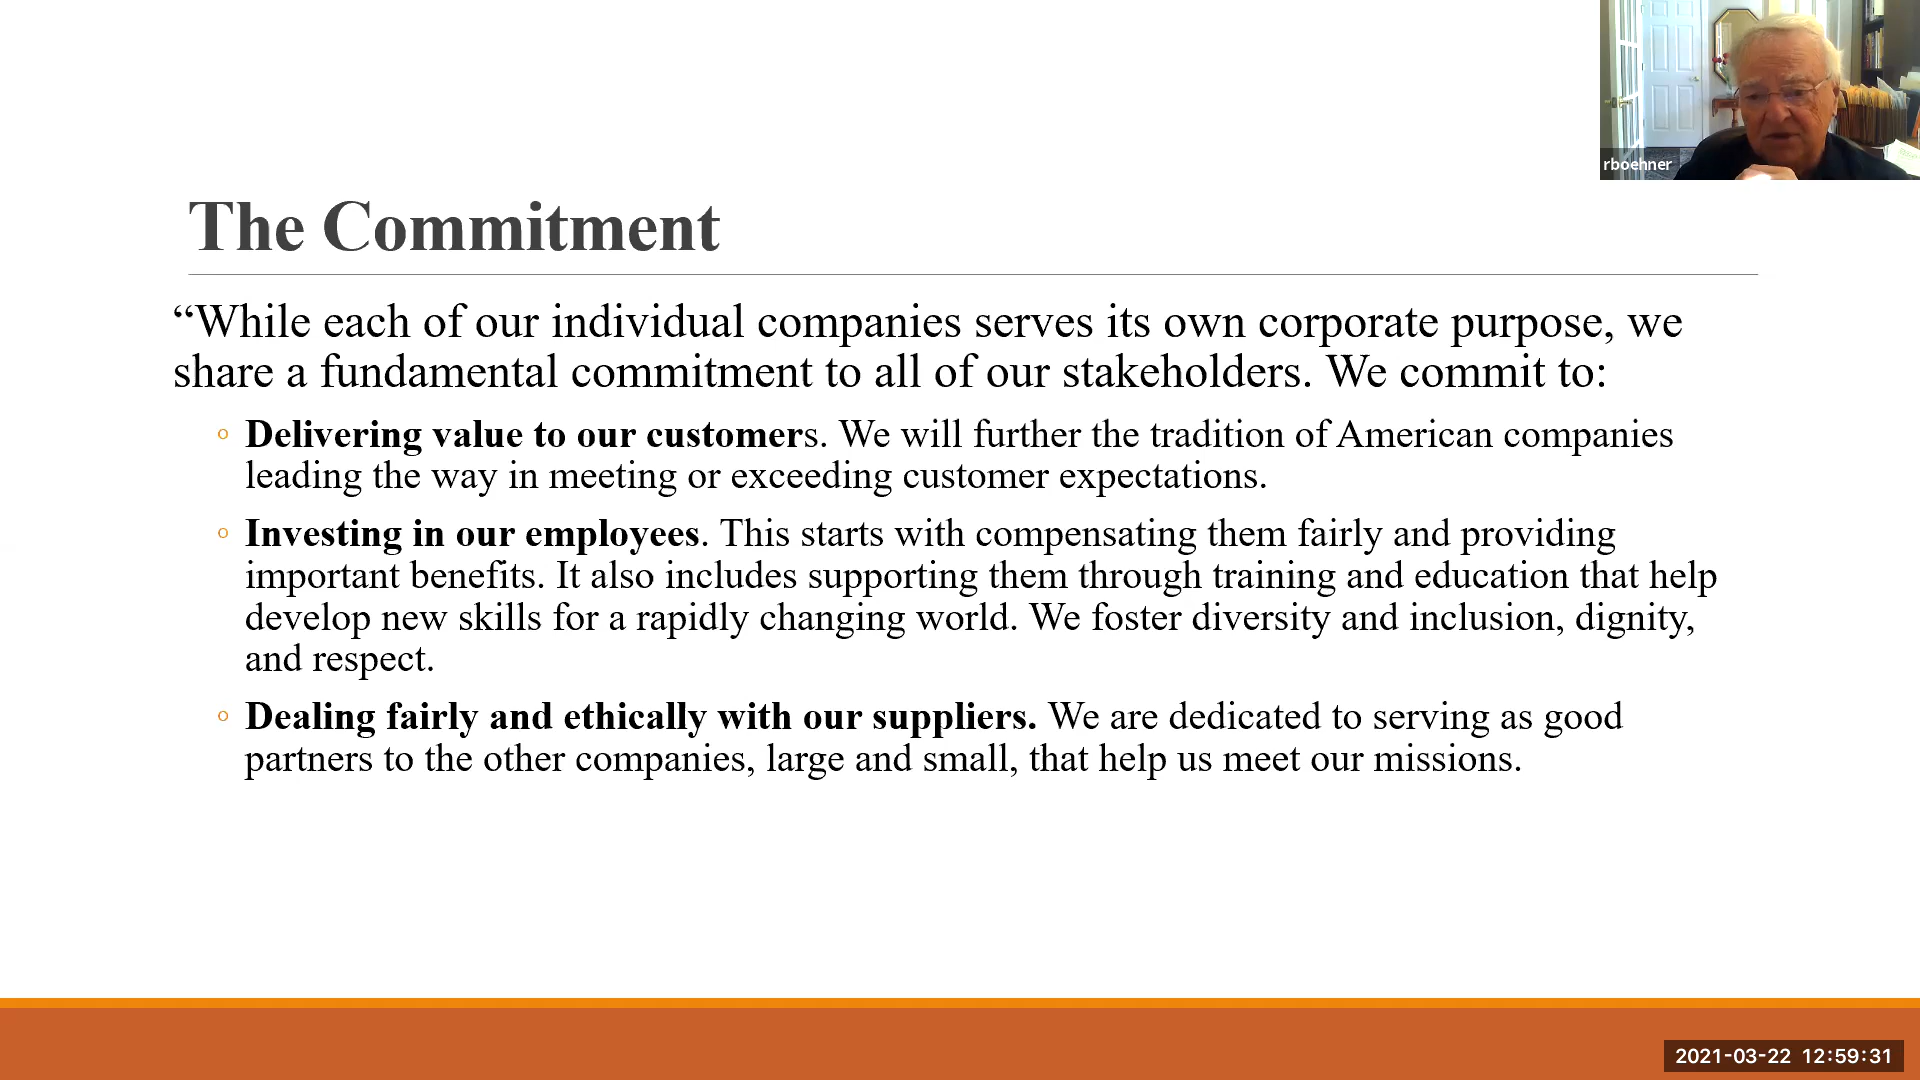 rboehner
The Commitment
“While each of our individual companies serves its own corporate purpose, we
share a fundamental commitment to all of our stakeholders. We commit to:
Delivering value to our customers. We will further the tradition of American companies
leading the way in meeting or exceeding customer expectations.
Investing in our employees. This starts with compensating them fairly and providing
important benefits. It also includes supporting them through training and education that help
develop new skills for a rapidly changing world. We foster diversity and inclusion, dignity,
and respect.
Dealing fairly and ethically with our suppliers. We are dedicated to serving as good
partners to the other companies, large and small, that help us meet our missions.
2021-03-22 12:59:31